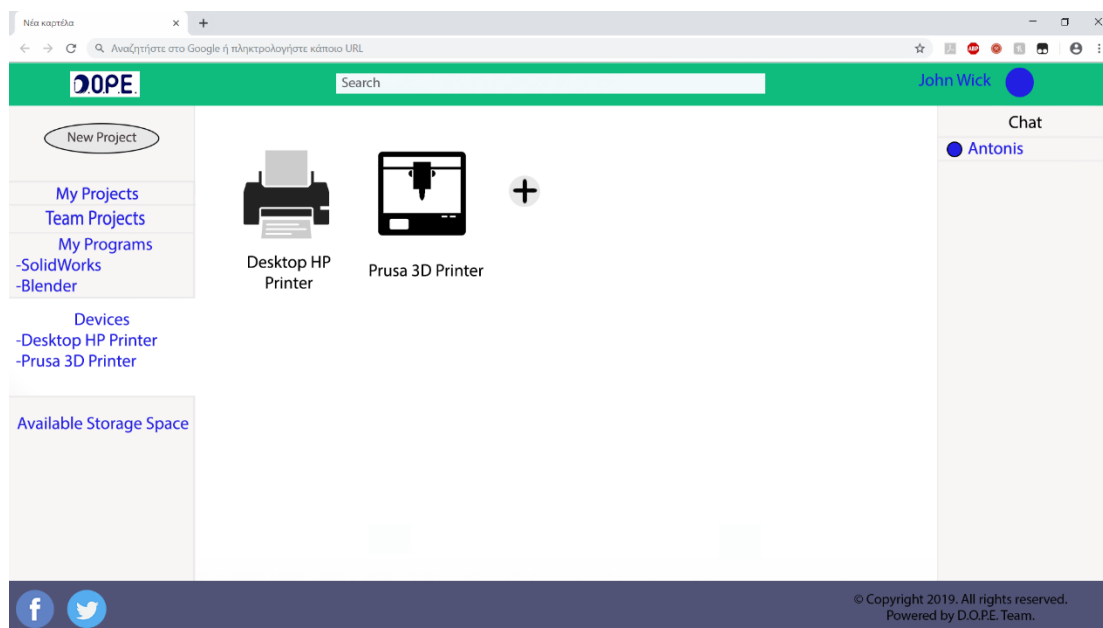 Νέα καρτέλα
Αναζητήστε στο Google ή πληκτρολογήστε κάποιο URL
D.O.P.E.
Search
John Wick
New Project
Chat
Antonis
My Projects
Team Projects
My Programs
-SolidWorks
-Blender
Desktop HP
Printer
Prusa 3D Printer
Devices
-Desktop HP Printer
-Prusa 3D Printer
Available Storage Space
© Copyright 2019. All rights reserved.
Powered by D.O.P.E. Team.